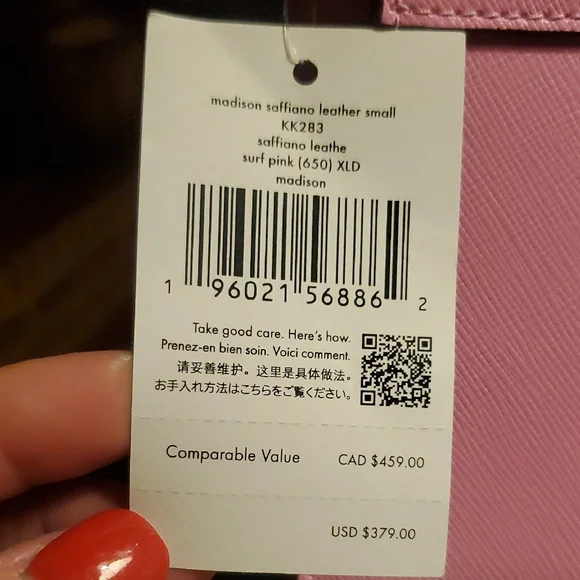 madison saffiano leather small
KK283
saffiano leathe
surf pink (650) XLD
madison
1 96021 56886 2
Take good care. Here's how.
Prenez-en bien soin. Voici comment.
请妥善维护。这里是具体做法。
お手入れ方法はこちらをご覧ください。
Comparable Value CAD $459.00
USD $379.00